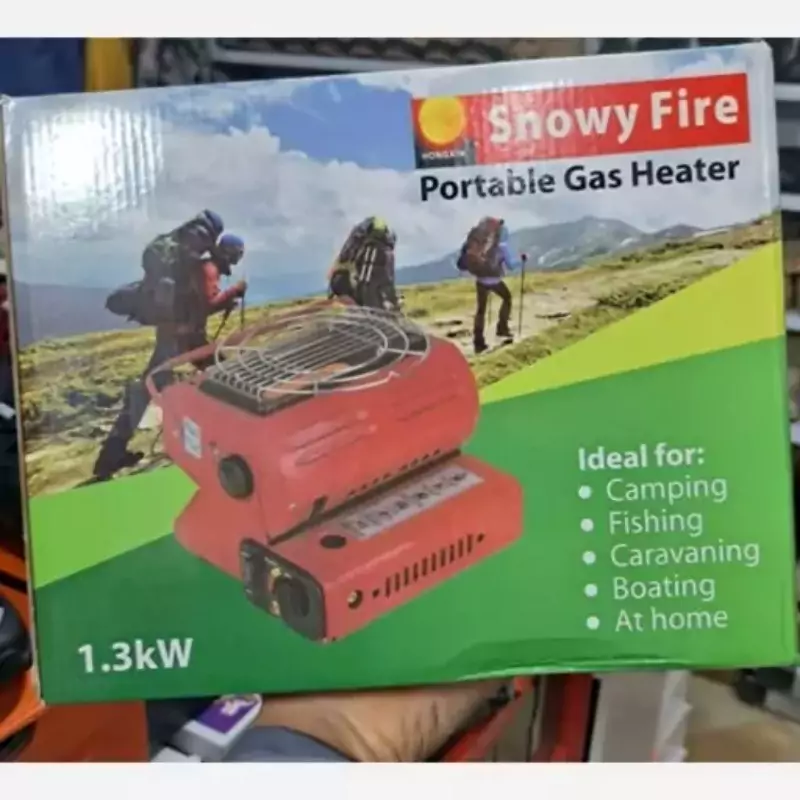 Snowy Fire
Portable Gas Heater
Ideal for:
• Camping
• Fishing
• Caravaning
• Boating
• At home
1.3kW